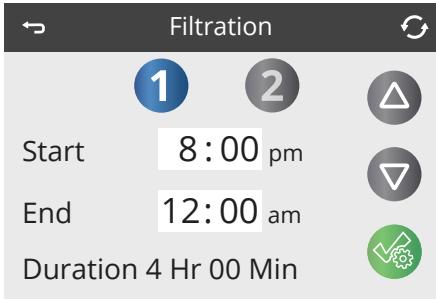 Filtration
1 2
Start 8:00 pm
End 12:00 am
Duration 4 Hr 00 Min